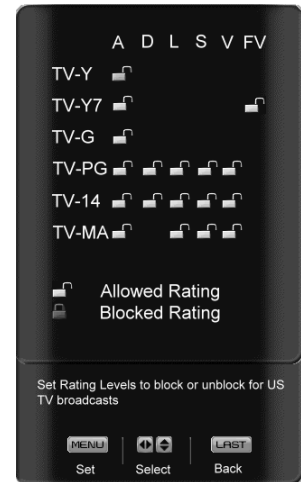 A D L S V FV
TV-Y
TV-Y7
TV-G
TV-PG
TV-14
TV-MA
Allowed Rating
Blocked Rating
Set Rating Levels to block or unblock for US
TV broadcasts
MENU LAST
Set Select Back